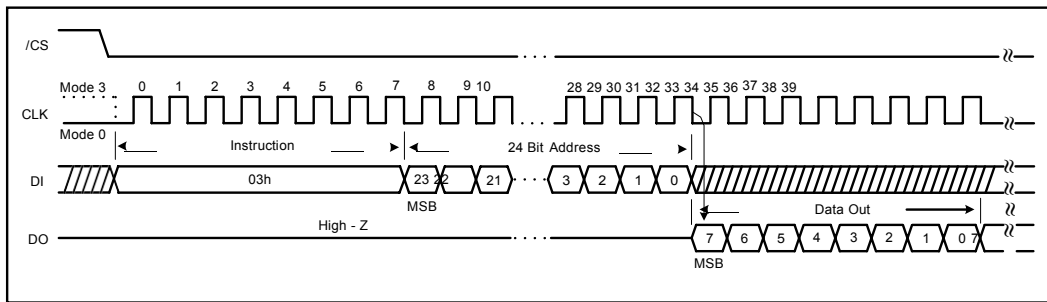 /CS
Mode 3 0 1 2 3 4 5 6 7 8 9 10 28 29 30 31 32 33 34 35 36 37 38 39
CLK
Mode 0
Instruction 24 Bit Address
DI 03h 23 22 21 3 2 1 0
MSB
Data Out
High - Z
DO 7 6 5 4 3 2 1 0 7
MSB